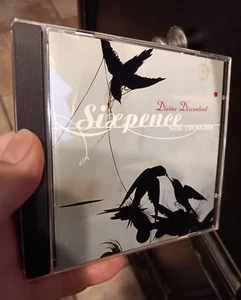 Divine Discontent
Sixpence
NONE THE RICHER